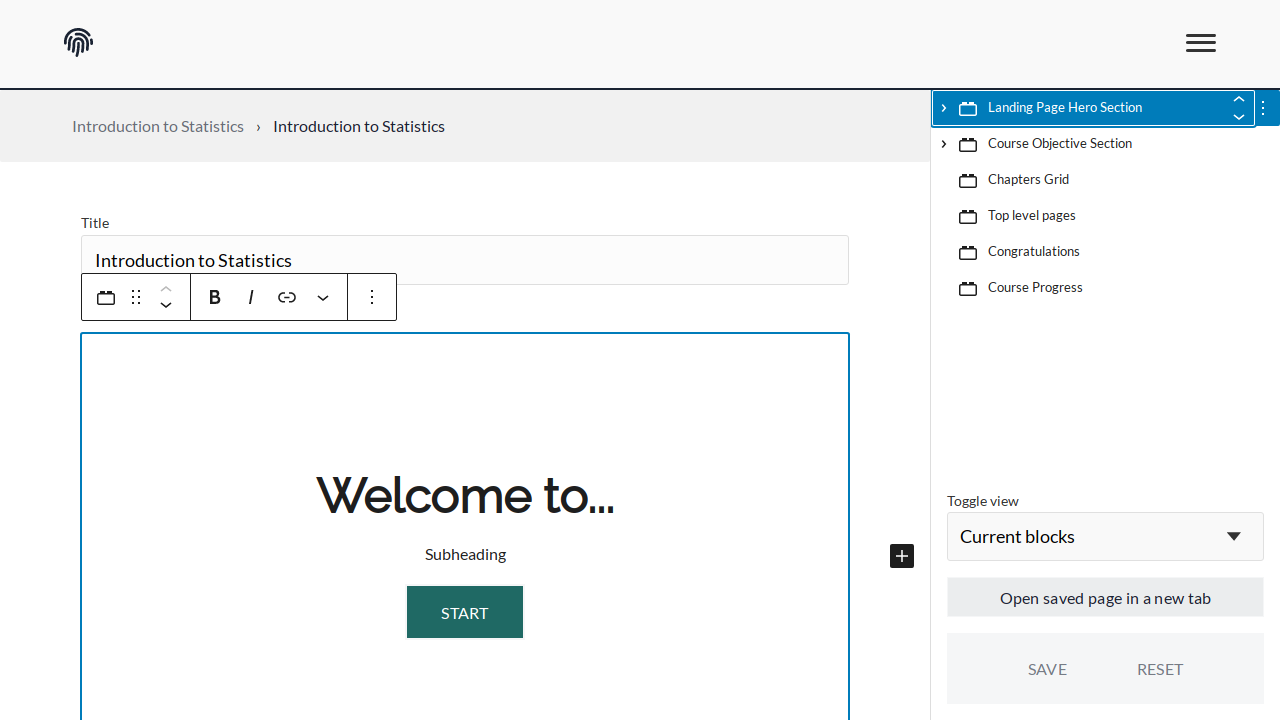 Introduction to Statistics › Introduction to Statistics
Title
Introduction to Statistics
B I
Welcome to...
Subheading
START
Landing Page Hero Section
Course Objective Section
Chapters Grid
Top level pages
Congratulations
Course Progress
Toggle view
Current blocks
Open saved page in a new tab
SAVE RESET